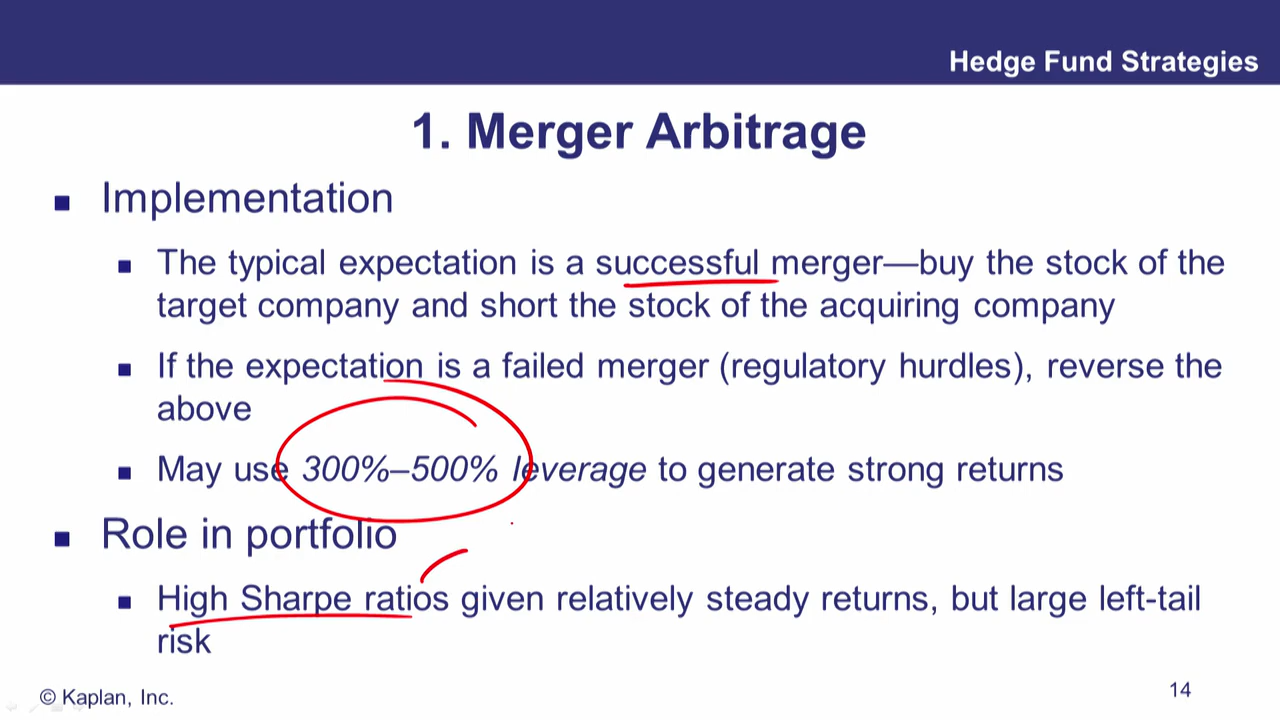 Hedge Fund Strategies
1. Merger Arbitrage
Implementation
The typical expectation is a successful merger—buy the stock of the
target company and short the stock of the acquiring company
If the expectation is a failed merger (regulatory hurdles), reverse the
above
May use 300%–500% leverage to generate strong returns
Role in portfolio
High Sharpe ratios given relatively steady returns, but large left-tail
risk
© Kaplan, Inc.
14